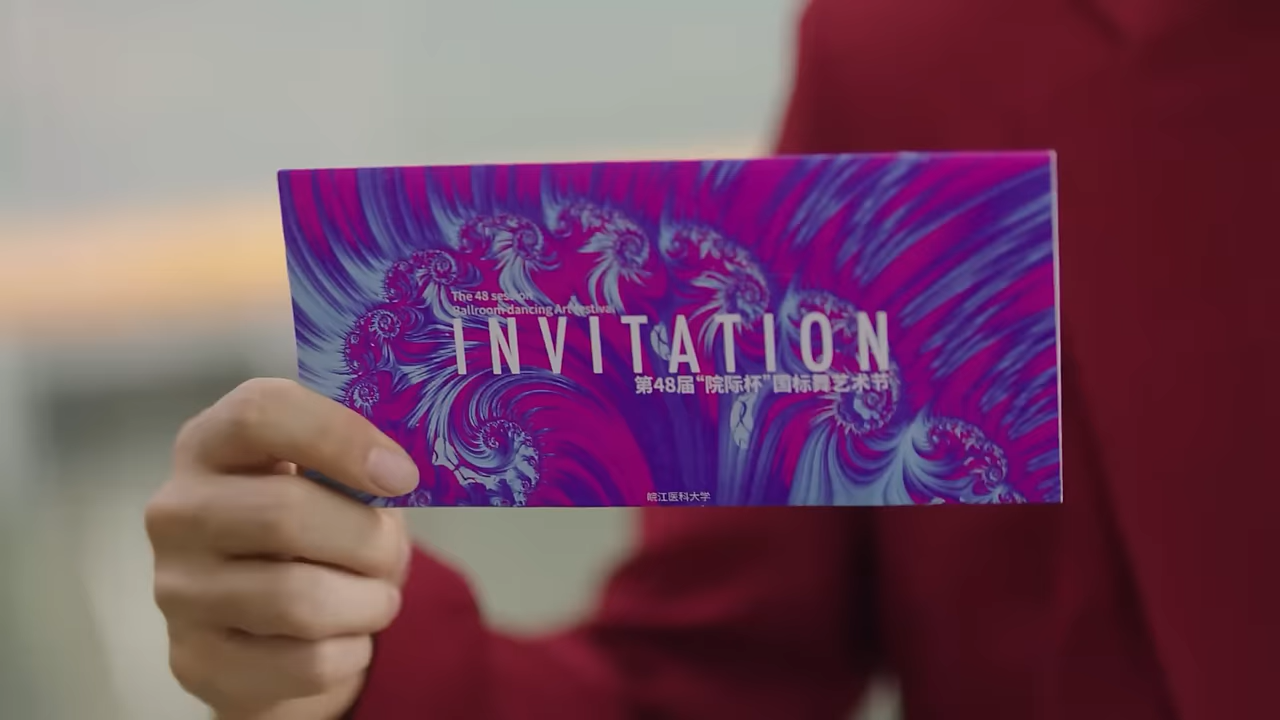 The 48 session
Ballroom dancing Art festival
INVITATION
第48届“院际杯”国标舞艺术节
皖江医科大学